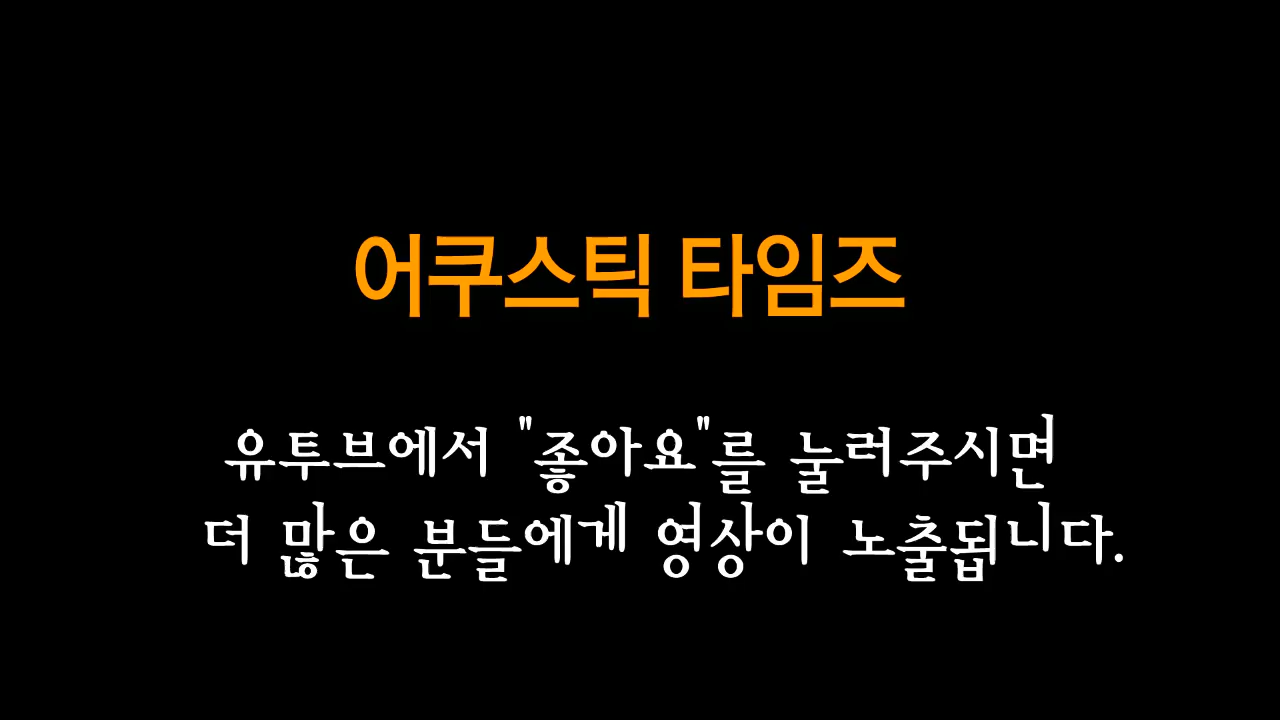 어쿠스틱 타임즈
유투브에서 "좋아요"를 눌러주시면
더 많은 분들에게 영상이 노출됩니다.